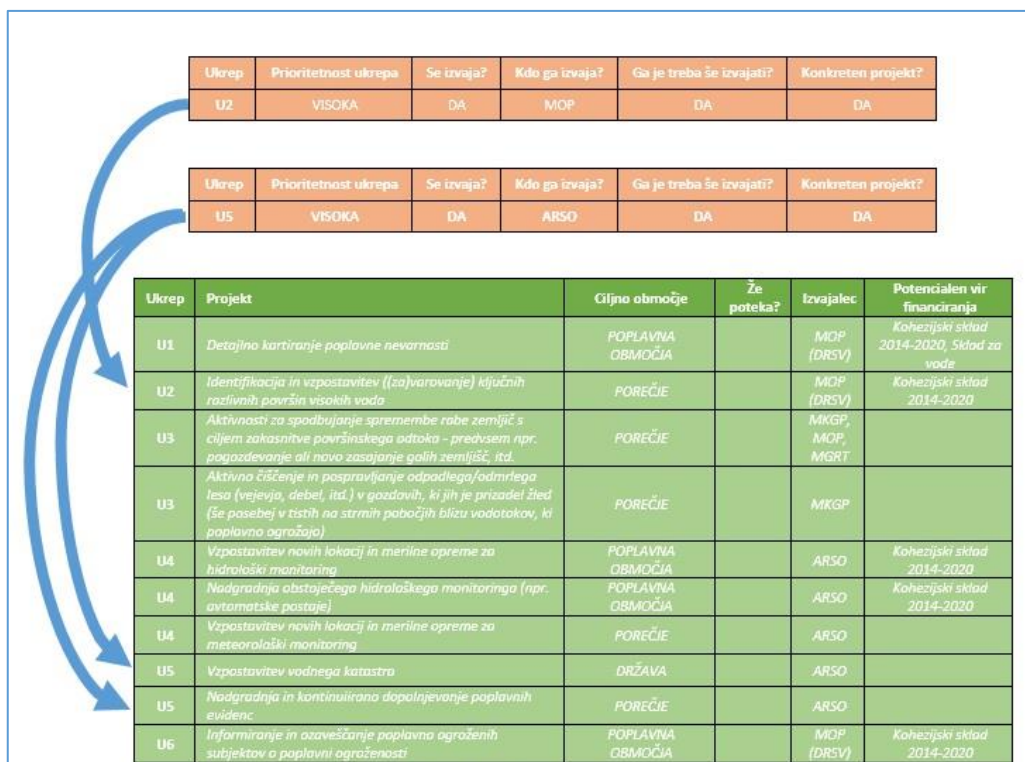 Ukrep Prioritetnost ukrepa Se izvaja? Kdo ga izvaja? Ga je treba še izvajati? Konkreten projekt?
U2 VISOKA DA MOP DA DA
Ukrep Prioritetnost ukrepa Se izvaja? Kdo ga izvaja? Ga je treba še izvajati? Konkreten projekt?
U5 VISOKA DA ARSO DA DA
Ukrep Projekt Ciljno območje Že poteka? Izvajalec Potencialen vir financiranja
U1 Detajlno kartiranje poplavne nevarnosti POPLAVNA OBMOČJA MOP (DRSV) Kohezijski sklad 2014-2020, Sklad za vode
U2 Identifikacija in vzpostavitev ((za)varovanje) ključnih
razlivnih površin visokih voda POREČJE MOP (DRSV) Kohezijski sklad 2014-2020
U3 Aktivnosti za spodbujanje spremembe rabe zemljič s
ciljem zakasnitve površinskega odtoka - predvsem npr.
pogozdevanje ali novo zasajanje golih zemljišč, itd. POREČJE MKGP, MOP, MGRT
U3 Aktivno čiščenje in pospravljanje odpadlega/odmrlega
lesa (vejevja, debel, itd.) v gozdovih, ki jih je prizadel žled
(še posebej v tistih na strmih pobočjih blizu vodotokov, ki
poplavno ogrožajo) POREČJE MKGP
U4 Vzpostavitev novih lokacij in merilne opreme za
hidrološki monitoring POPLAVNA OBMOČJA ARSO Kohezijski sklad 2014-2020
U4 Nadgradnja obstoječega hidrološkega monitoringa (npr.
avtomatske postaje) POPLAVNA OBMOČJA ARSO Kohezijski sklad 2014-2020
U4 Vzpostavitev novih lokacij in merilne opreme za
meteorološki monitoring POREČJE ARSO
U5 Vzpostavitev vodnega katastra DRŽAVA ARSO
U5 Nadgradnja in kontinuirano dopolnjevanje poplavnih
evidenc POREČJE ARSO
U6 Informiranje in ozaveščanje poplavno ogroženih
subjektov o poplavni ogroženosti POPLAVNA OBMOČJA MOP (DRSV) Kohezijski sklad 2014-2020